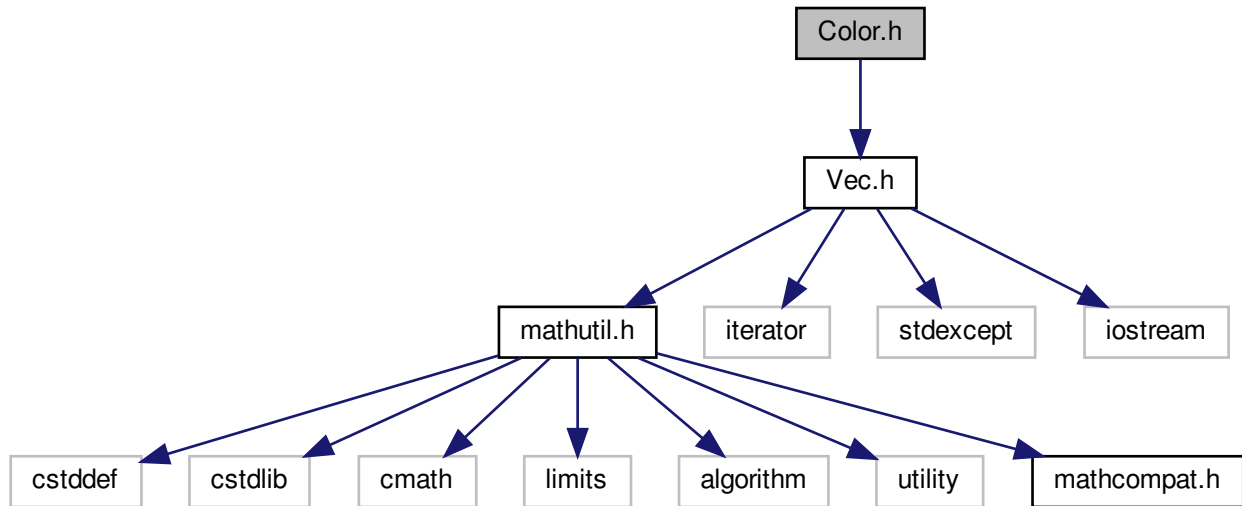 Color.h
Vec.h
mathutil.h
iterator
stdexcept
iostream
cstddef
cstdlib
cmath
limits
algorithm
utility
mathcompat.h